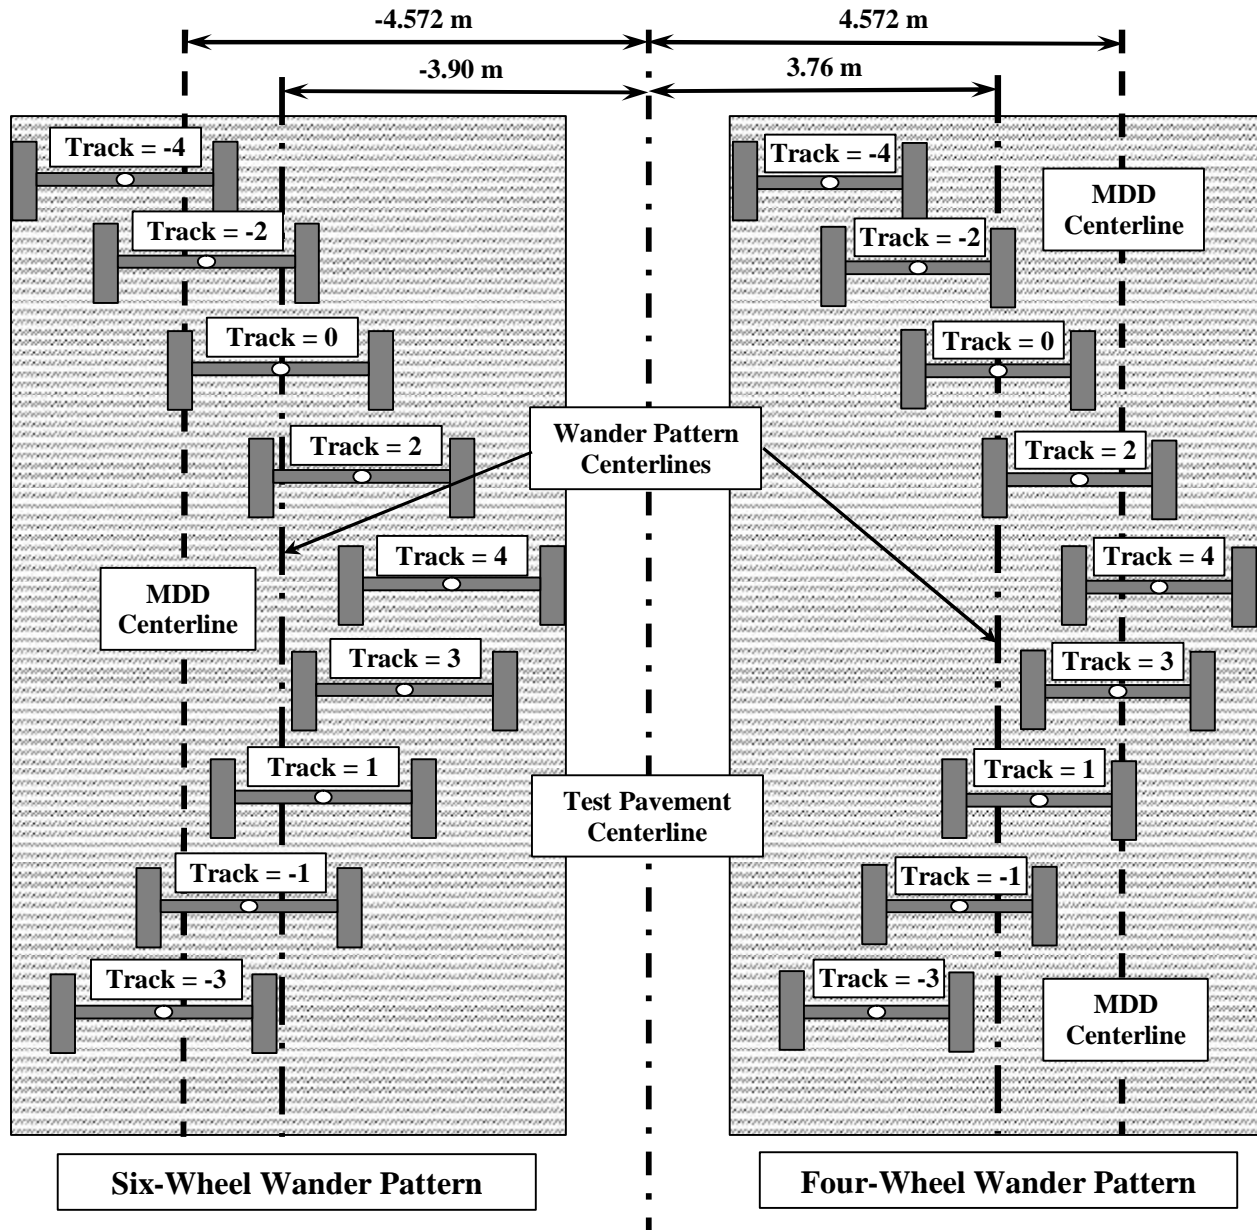 -4.572 m
4.572 m
-3.90 m
3.76 m
Track = -4
Track = -2
Track = 0
Track = 2
Track = 4
Track = 3
Track = 1
Track = -1
Track = -3
MDD
Centerline
Wander Pattern
Centerlines
Test Pavement
Centerline
Track = -4
MDD
Centerline
Track = -2
Track = 0
Track = 2
Track = 4
Track = 3
Track = 1
Track = -1
Track = -3
MDD
Centerline
Six-Wheel Wander Pattern
Four-Wheel Wander Pattern